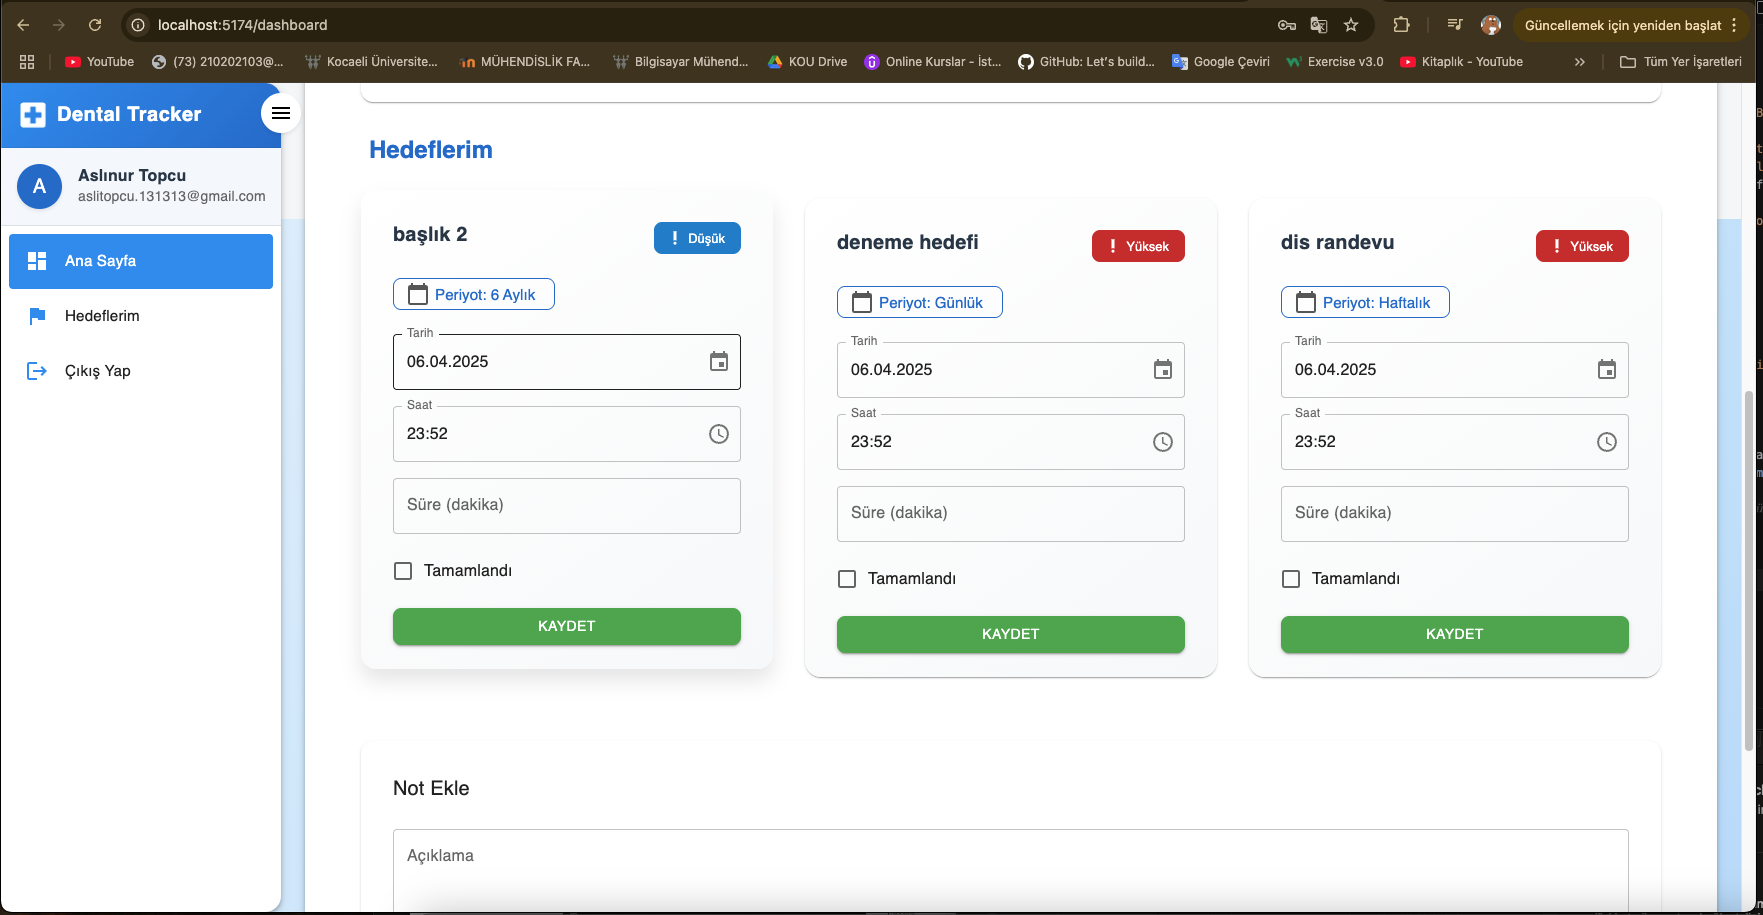 localhost:5174/dashboard
Güncellemek için yeniden başlat
YouTube
(73) 210202103@...
Kocaeli Üniversite...
MÜHENDİSLİK FA...
Bilgisayar Mühend...
KOU Drive
Online Kurslar - İst...
GitHub: Let's build...
Google Çeviri
Exercise v3.0
Kitaplık - YouTube
Tüm Yer İşaretleri
Dental Tracker
A
Aslınur Topcu
aslitopcu.131313@gmail.com
Ana Sayfa
Hedeflerim
Çıkış Yap
Hedeflerim
başlık 2
Düşük
Periyot: 6 Aylık
Tarih
06.04.2025
Saat
23:52
Süre (dakika)
Tamamlandı
KAYDET
deneme hedefi
Yüksek
Periyot: Günlük
Tarih
06.04.2025
Saat
23:52
Süre (dakika)
Tamamlandı
KAYDET
dis randevu
Yüksek
Periyot: Haftalık
Tarih
06.04.2025
Saat
23:52
Süre (dakika)
Tamamlandı
KAYDET
Not Ekle
Açıklama